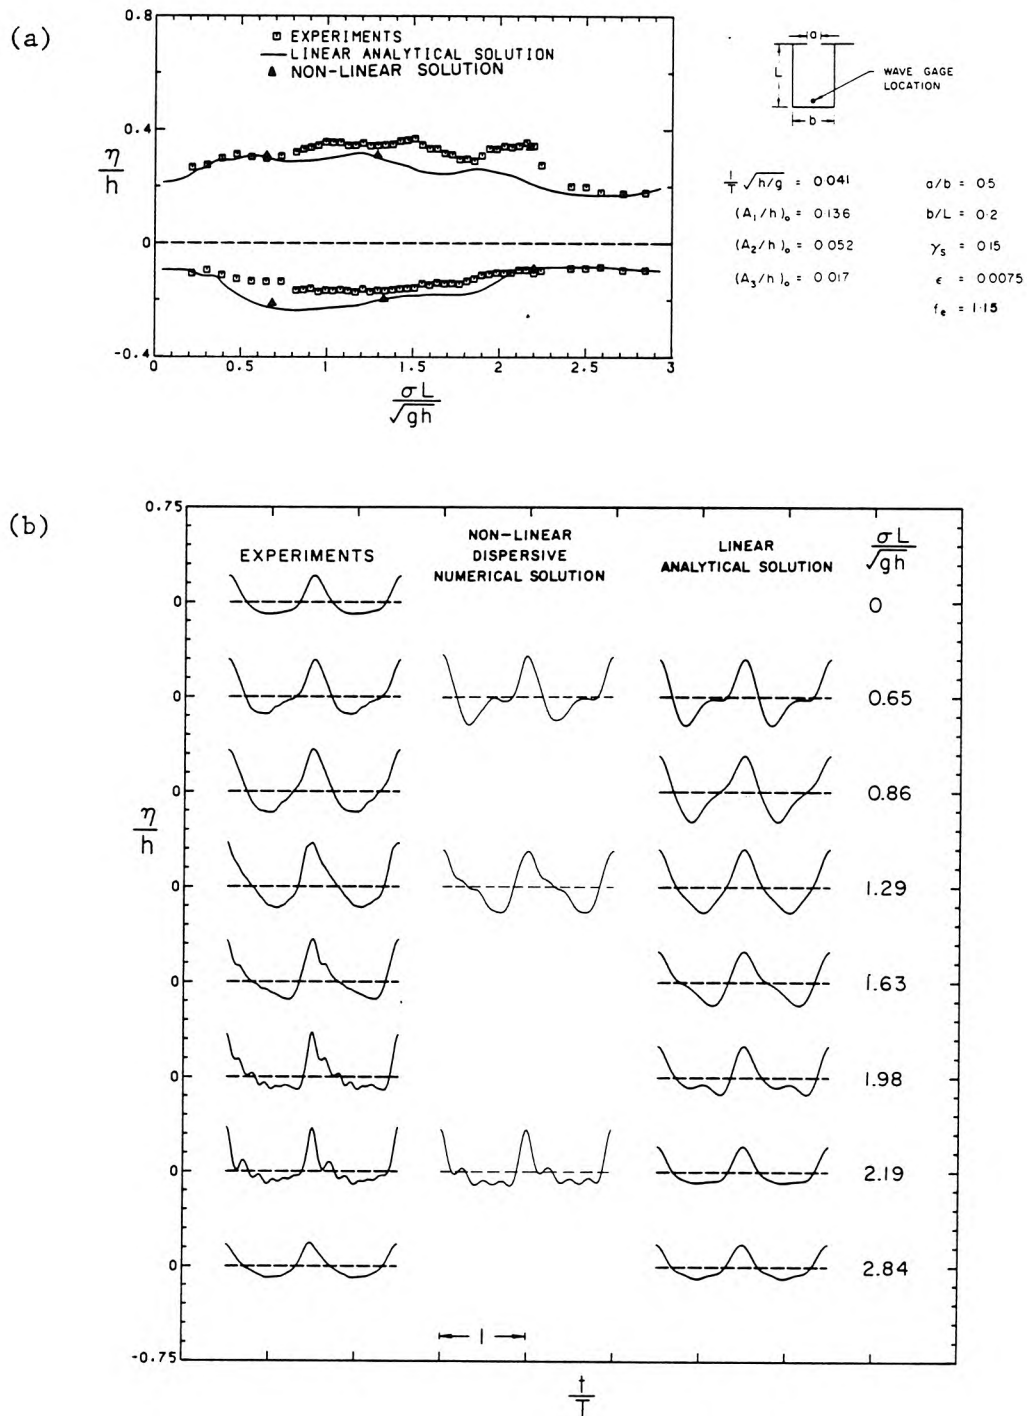 (a)
0.8
0.4
0
-0.4
η/h
EXPERIMENTS
LINEAR ANALYTICAL SOLUTION
NON-LINEAR SOLUTION
0
0.5
1
1.5
2
2.5
3
σL/√gh
a
L
b
WAVE GAGE
LOCATION
1/T √h/g = 0.041
(A₁/h)ₒ = 0.136
(A₂/h)ₒ = 0.052
(A₃/h)ₒ = 0.017
a/b = 0.5
b/L = 0.2
γₛ = 0.15
ϵ = 0.0075
fₑ = 1.15
(b)
0.75
EXPERIMENTS
NON-LINEAR
DISPERSIVE
NUMERICAL SOLUTION
LINEAR
ANALYTICAL SOLUTION
σL/√gh
0
0
0
0.65
0
0.86
η/h
0
1.29
0
1.63
0
1.98
0
2.19
0
2.84
1
-0.75
t/T